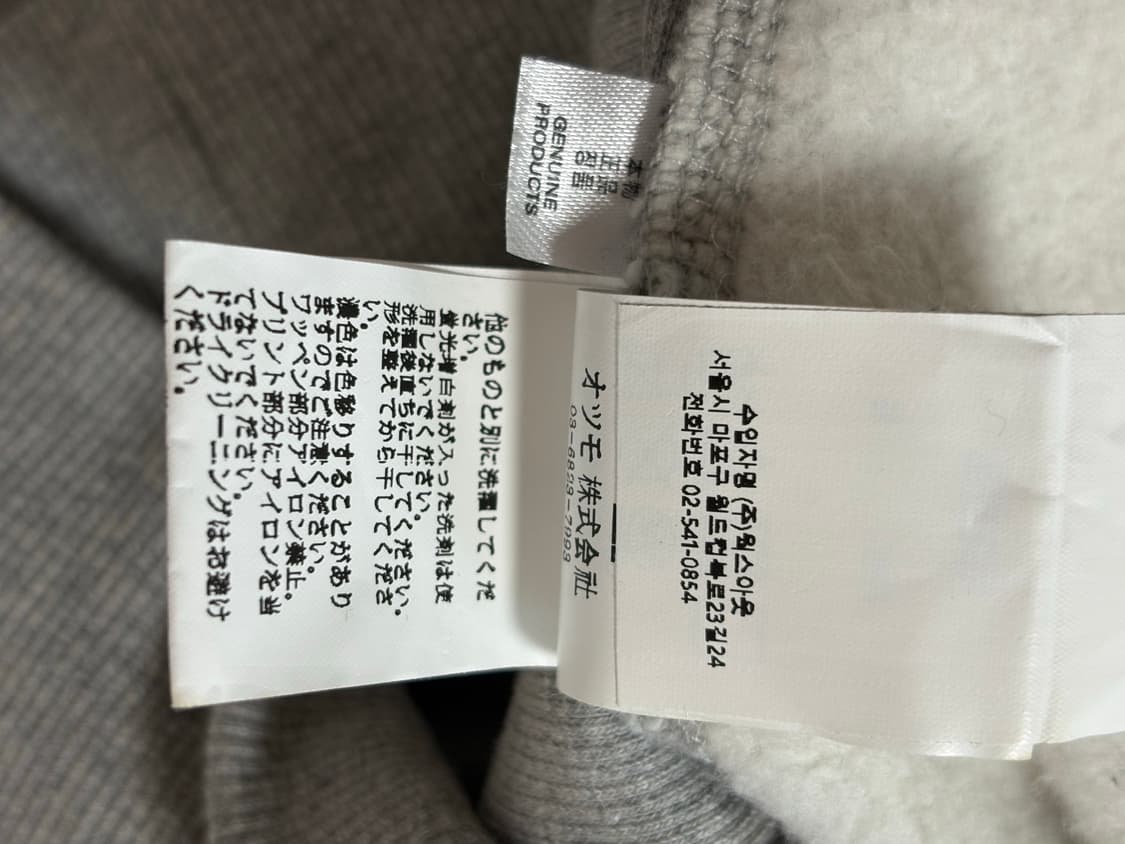 本物
正品
정품
GENUINE
PRODUCTS
他のものと別に洗濯してくだ
さい。
蛍光増白剤が入った洗剤は使
用しないでください。
洗濯後直ちに干してください。
形を整えてから干してくださ
い。
濃色は色移りすることがあり
ますのでご注意ください。
ワッペン部分アイロン禁止。
プリント部分にアイロンを当
てないでください。
ドライクリーニングはお避け
ください。
オツモ 株式会社
수입자명 (주)웍스아웃
서울시 마포구 월드컵북로23길24
전화번호 02-541-0854